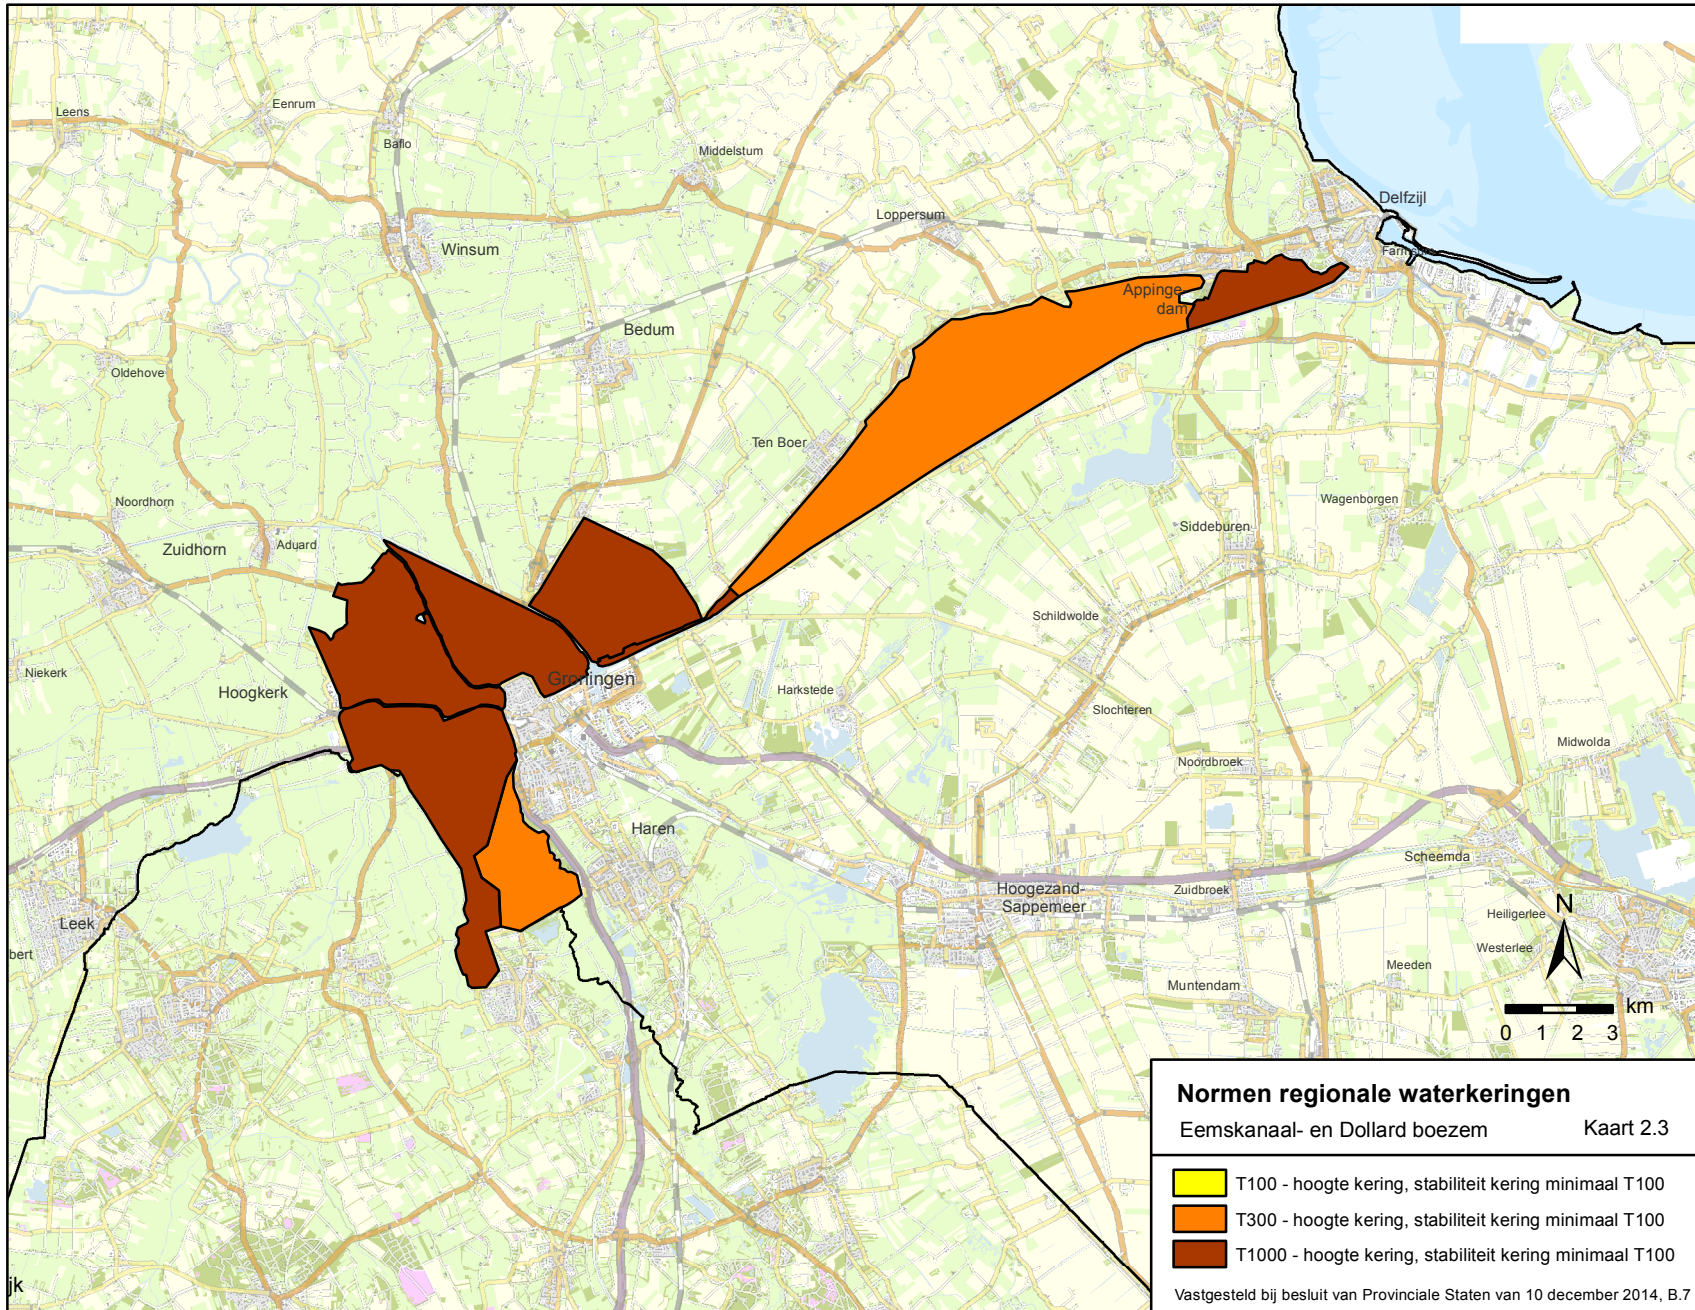 Leens
Eenrum
Baflo
Middelstum
Delfzijl
Loppersum
Winsum
Appinge-
dam
Bedum
Oldehove
Ten Boer
Noordhorn
Wagenborgen
Siddeburen
Zuidhorn
Aduard
Schildwolde
Niekerk
Hoogkerk
Groningen
Harkstede
Slochteren
Midwolda
Noordbroek
Haren
Scheemda
Hoogezand-
Sappemeer
Zuidbroek
Leek
Heiligerlee
N
Westerlee
bert
Meeden
Muntendam
km
0 1 2 3
Normen regionale waterkeringen
Eemskanaal- en Dollard boezem
Kaart 2.3
T100 - hoogte kering, stabiliteit kering minimaal T100
T300 - hoogte kering, stabiliteit kering minimaal T100
T1000 - hoogte kering, stabiliteit kering minimaal T100
jk
Vastgesteld bij besluit van Provinciale Staten van 10 december 2014, B.7